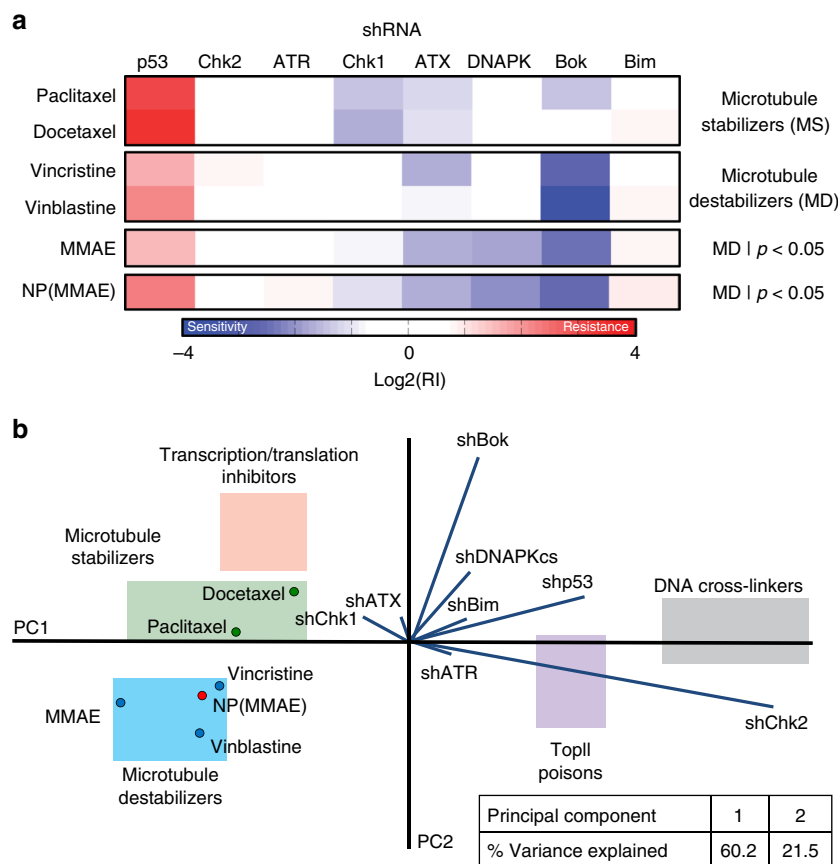 a
shRNA
p53 Chk2 ATR Chk1 ATX DNAPK Bok Bim
Paclitaxel
Docetaxel
Microtubule
stabilizers (MS)
Vincristine
Vinblastine
Microtubule
destabilizers (MD)
MMAE
MD | p < 0.05
NP(MMAE)
MD | p < 0.05
Sensitivity
Resistance
–4 0 4
Log2(RI)
b
Transcription/translation
inhibitors
Microtubule
stabilizers
Docetaxel
Paclitaxel
shBok
shDNAPKcs
shp53
shATX
shBim
shChk1
DNA cross-linkers
PC1
shATR
Vincristine
MMAE
NP(MMAE)
Vinblastine
Microtubule
destabilizers
shChk2
TopII
poisons
PC2
Principal component 1 2
% Variance explained 60.2 21.5